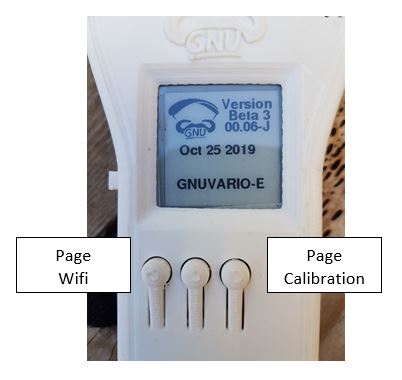 GNU
GNU
Version
Beta 3
00.06-J
Oct 25 2019
GNUVARIO-E
Page
Wifi
Page
Calibration